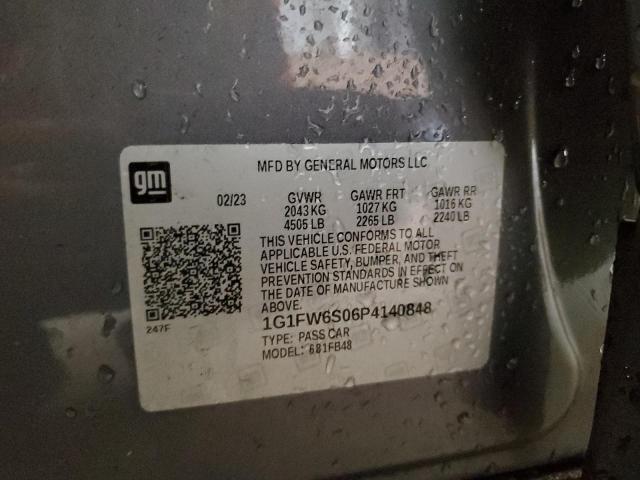 gm
MFD BY GENERAL MOTORS LLC
02/23 GVWR GAWR FRT GAWR RR
2043 KG 1027 KG 1016 KG
4505 LB 2265 LB 2240 LB
THIS VEHICLE CONFORMS TO ALL
APPLICABLE U.S. FEDERAL MOTOR
VEHICLE SAFETY, BUMPER, AND THEFT
PREVENTION STANDARDS IN EFFECT ON
THE DATE OF MANUFACTURE SHOWN
ABOVE.
247F
1G1FW6S06P4140848
TYPE: PASS CAR
MODEL: 681FB48